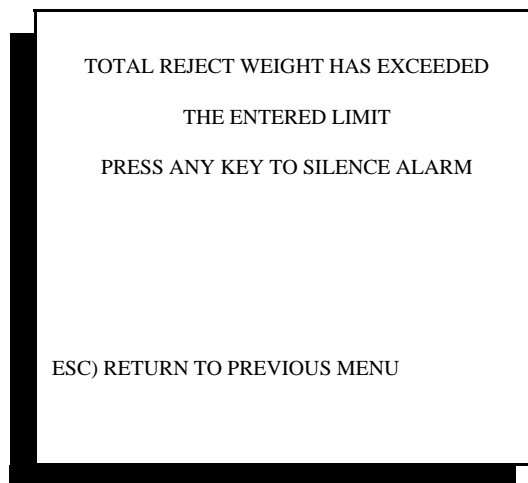 TOTAL REJECT WEIGHT HAS EXCEEDED
THE ENTERED LIMIT
PRESS ANY KEY TO SILENCE ALARM
ESC) RETURN TO PREVIOUS MENU